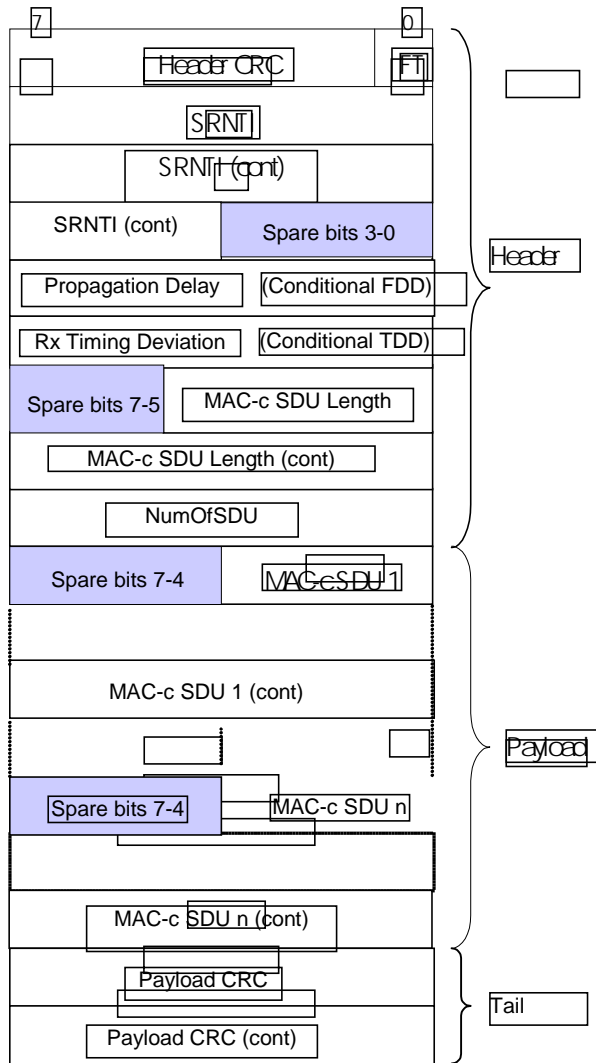 7 0
Header CRC FT
SRNTI
SRNTI (cont)
SRNTI (cont) Spare bits 3-0
Header
Propagation Delay (Conditional FDD)
Rx Timing Deviation (Conditional TDD)
Spare bits 7-5 MAC-c SDU Length
MAC-c SDU Length (cont)
NumOfSDU
Spare bits 7-4 MAC-c SDU 1
MAC-c SDU 1 (cont)
Payload
Spare bits 7-4 MAC-c SDU n
MAC-c SDU n (cont)
Payload CRC
Tail
Payload CRC (cont)